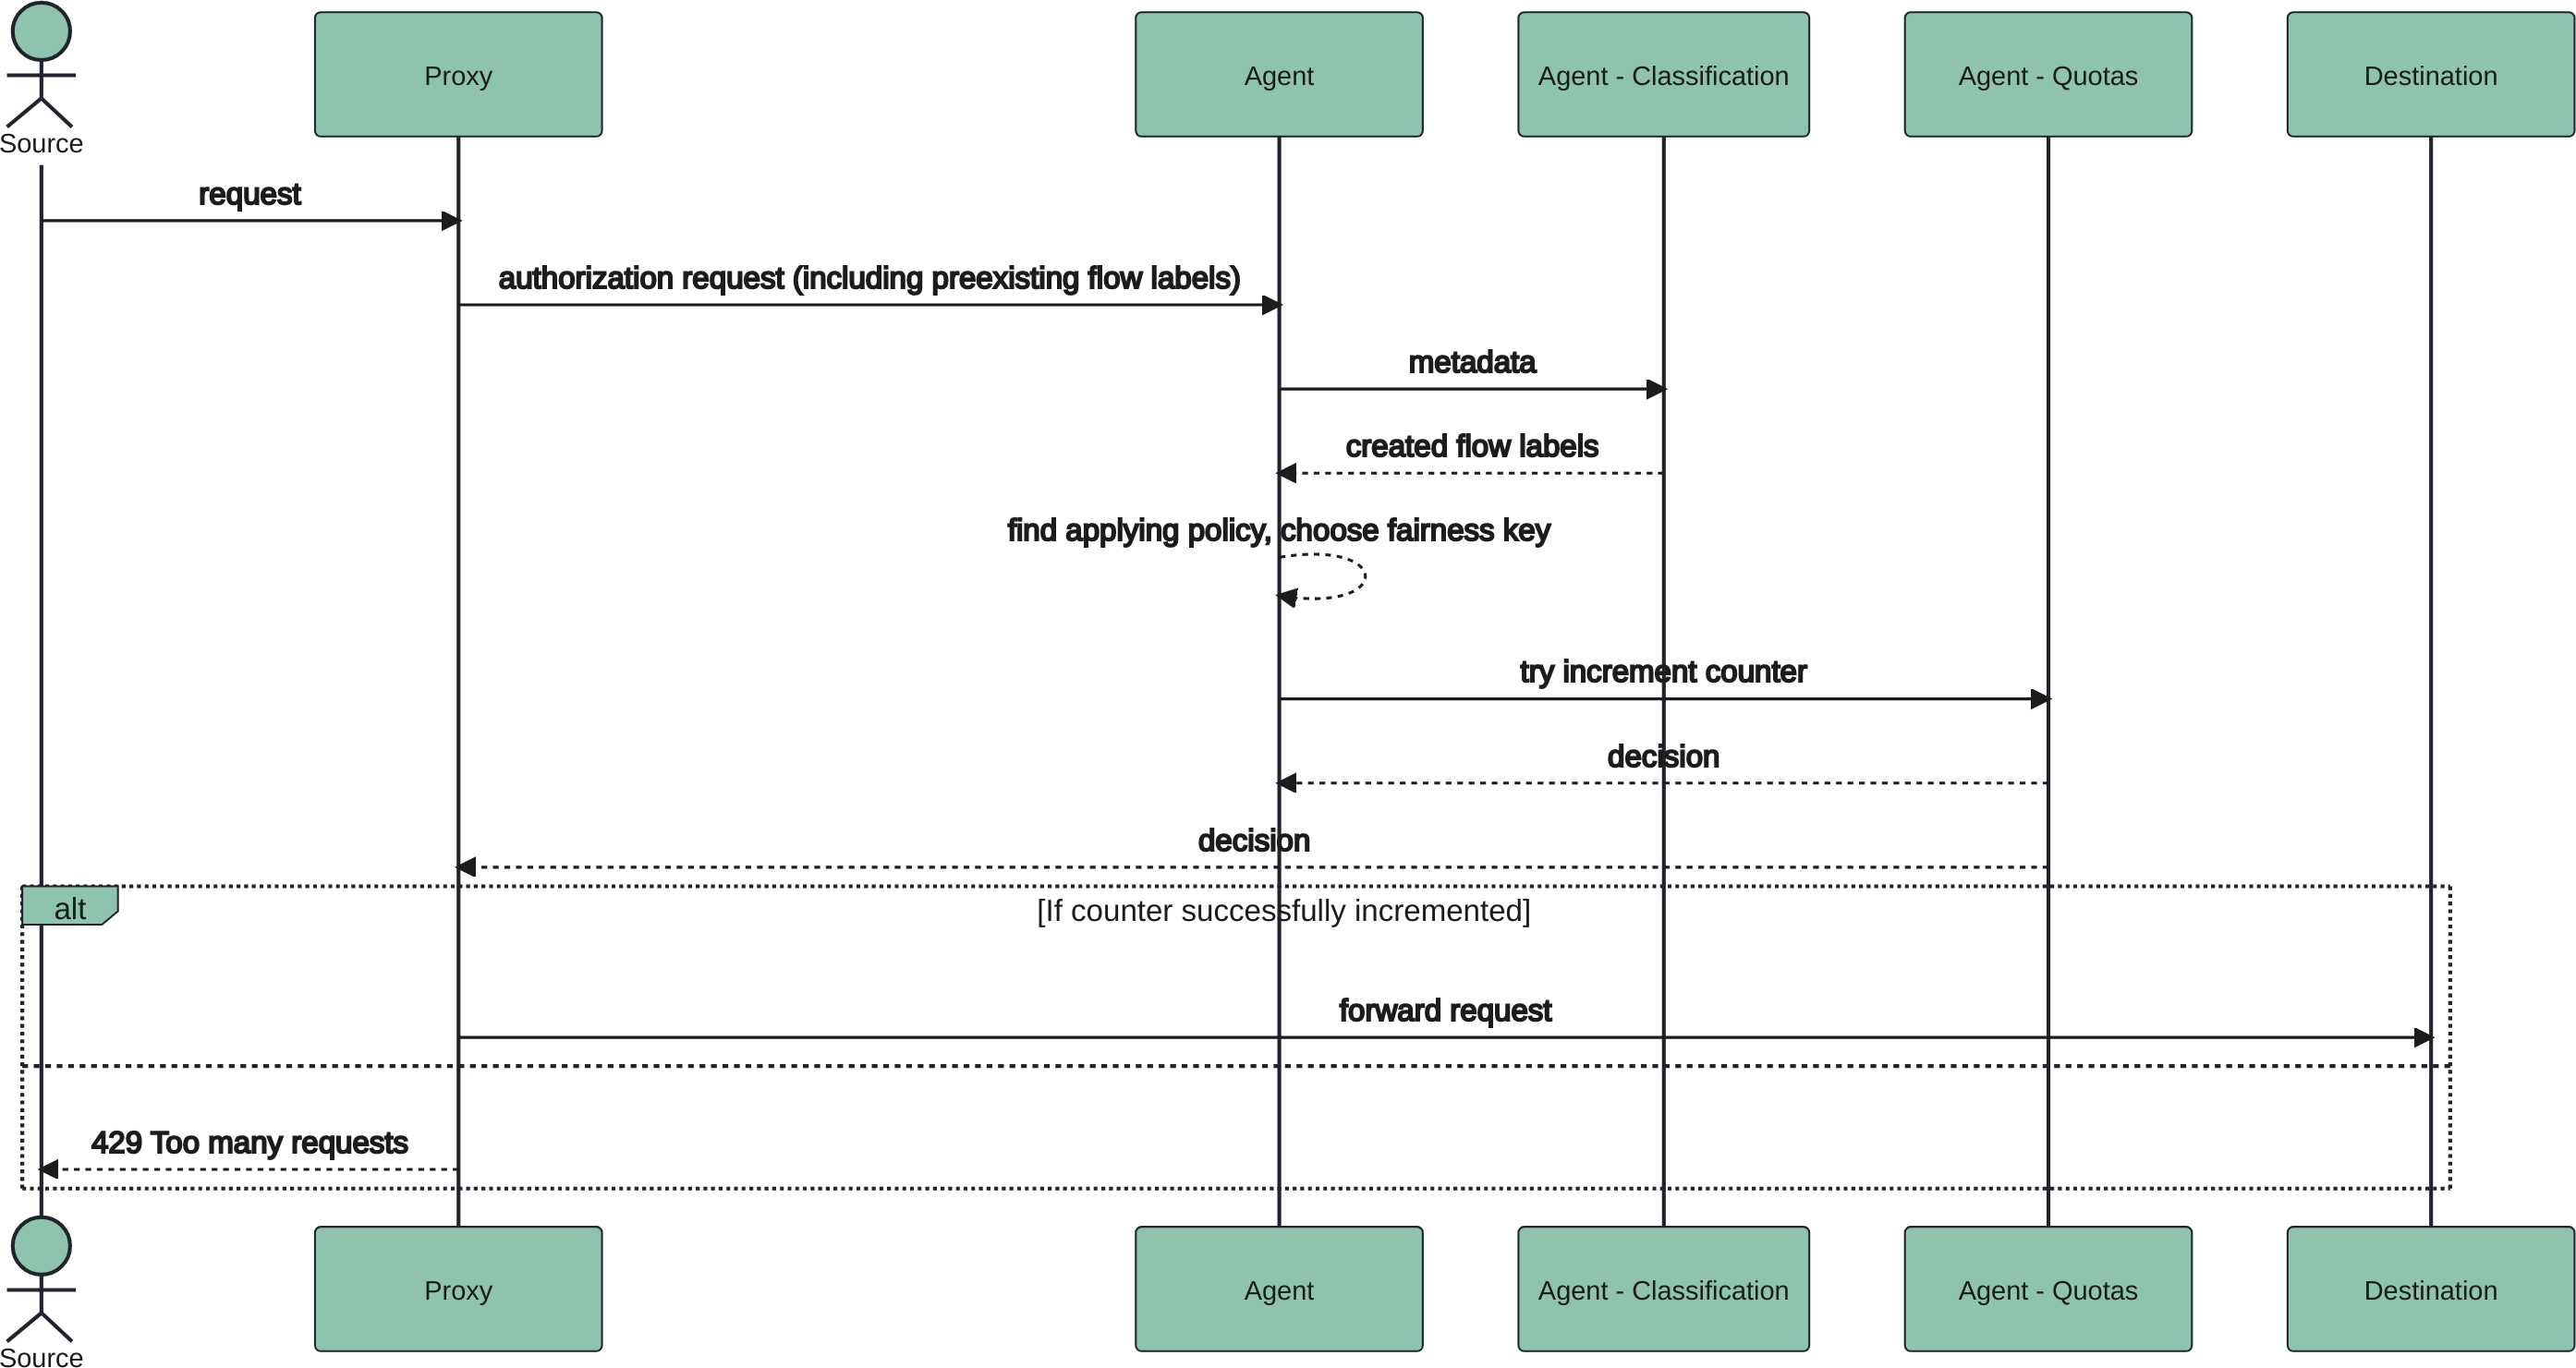 Proxy
Agent
Agent - Classification
Agent - Quotas
Destination
Source
request
authorization request (including preexisting flow labels)
metadata
created flow labels
find applying policy, choose fairness key
try increment counter
decision
decision
alt
[If counter successfully incremented]
forward request
429 Too many requests
Proxy
Agent
Agent - Classification
Agent - Quotas
Destination
Source